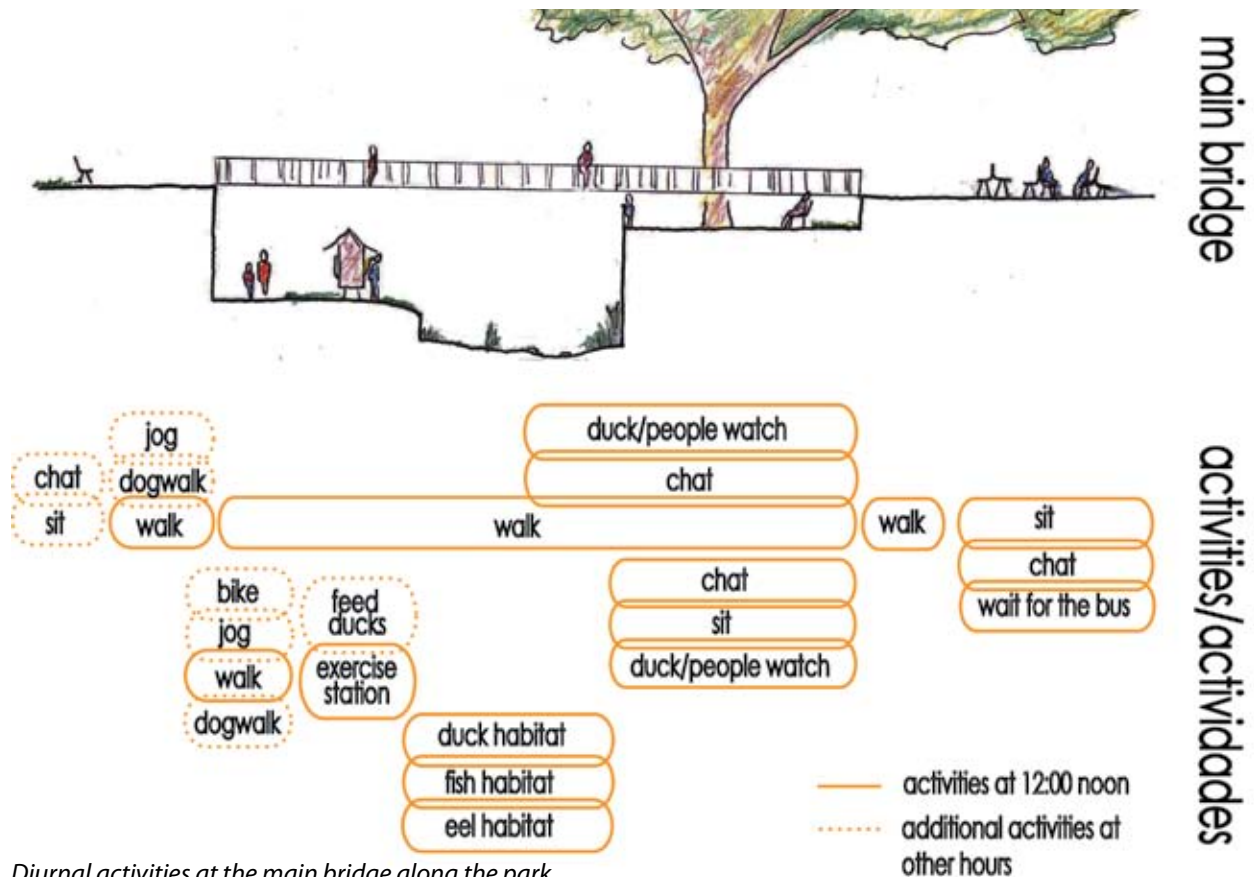 main bridge
duck/people watch
jog
chat
dogwalk
chat
sit
walk
walk
walk
sit
chat
wait for the bus
bike
jog
walk
dogwalk
feed
ducks
exercise
station
chat
sit
duck/people watch
duck habitat
fish habitat
eel habitat
activities/actividades
activities at 12:00 noon
additional activities at
other hours
Diurnal activities at the main bridge along the park